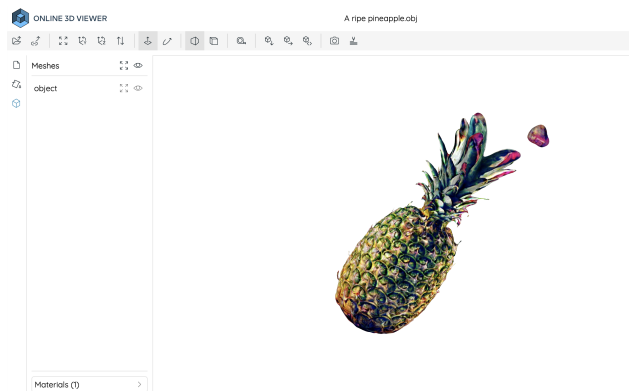 ONLINE 3D VIEWER
A ripe pineapple.obj
Meshes
object
Materials (1)